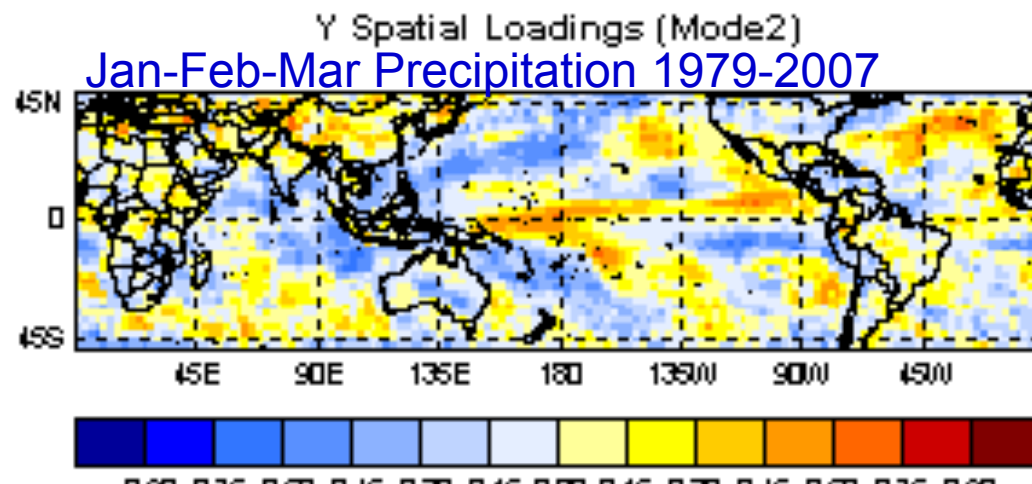 Y Spatial Loadings (Mode2)
Jan-Feb-Mar Precipitation 1979-2007
45N
0
45S
45E 90E 135E 180 135W 90W 45W